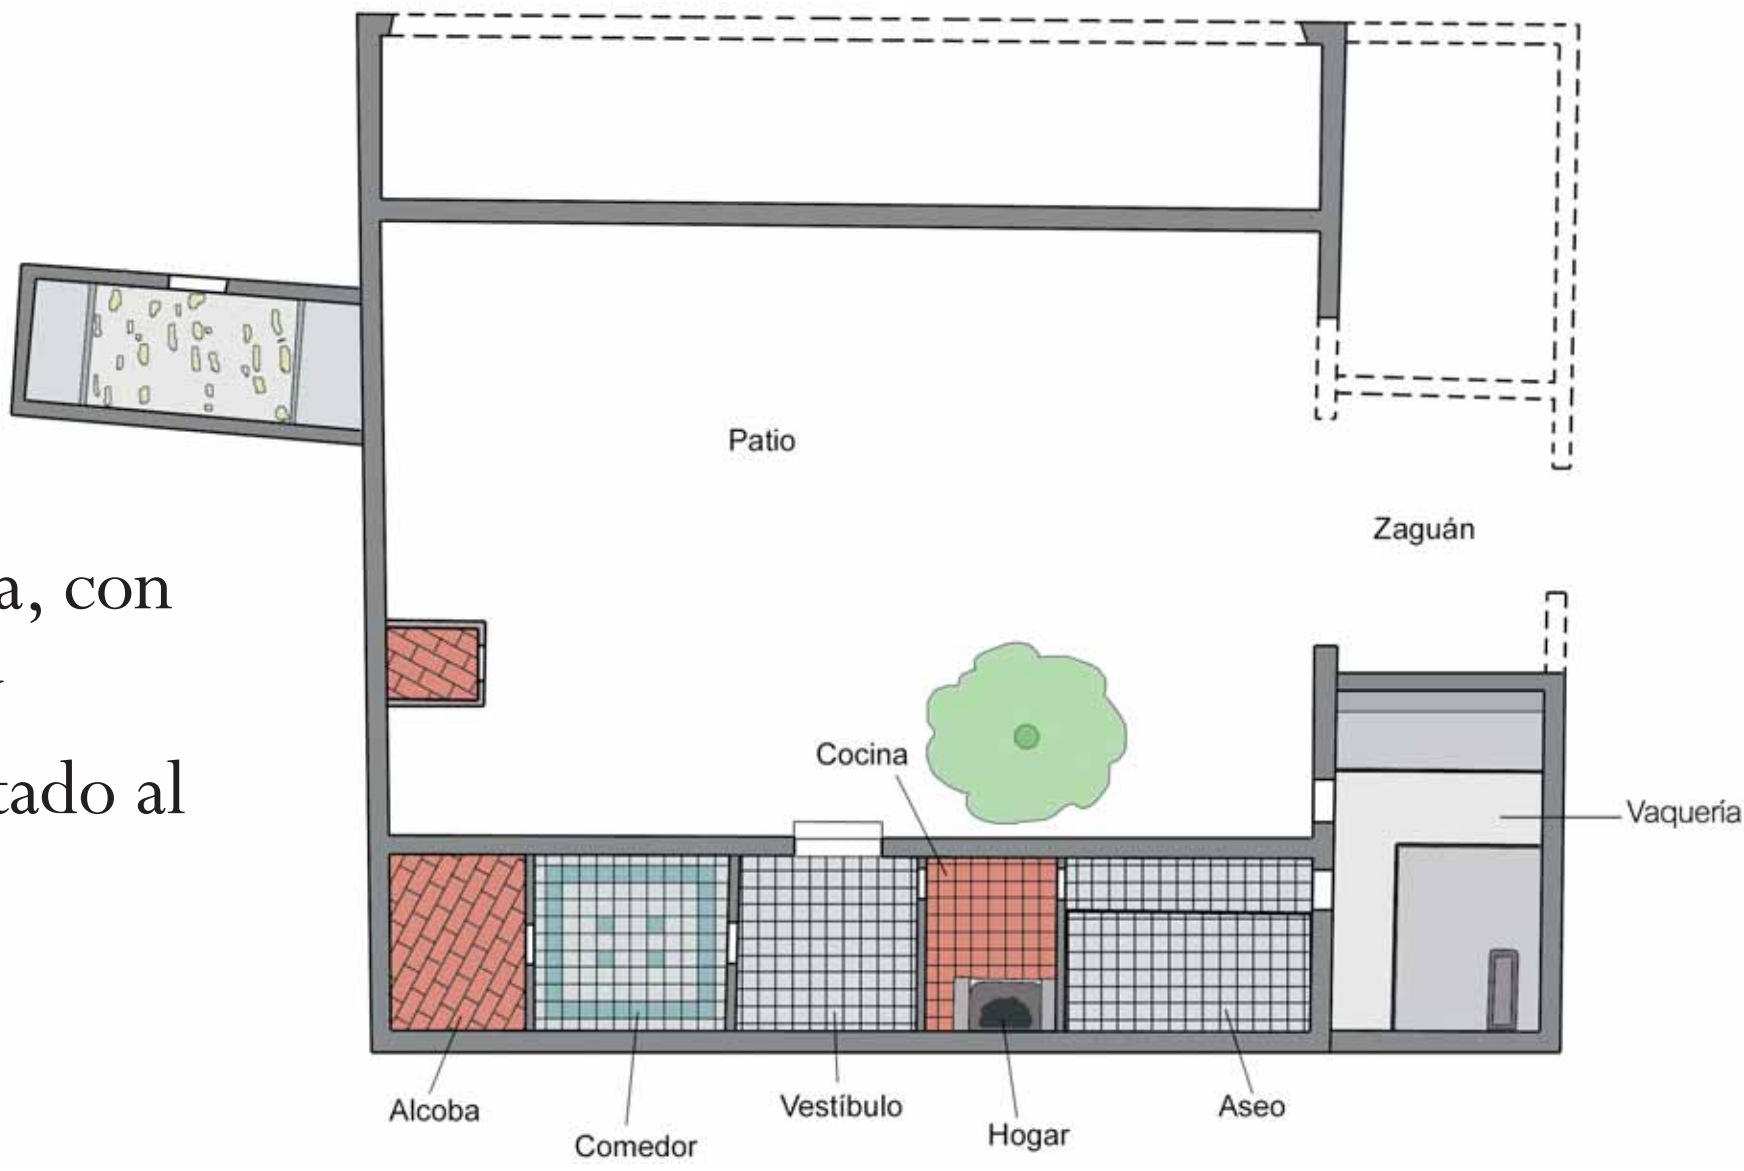 Patio
Zaguán
a, con
Cocina
tado al
Vaquería
Alcoba
Comedor
Vestíbulo
Hogar
Aseo